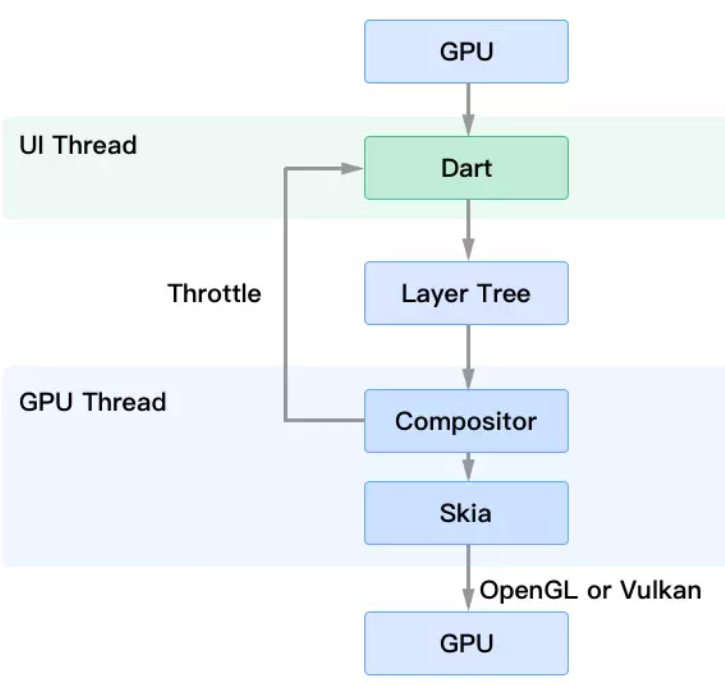 GPU
UI Thread
Dart
Throttle
Layer Tree
GPU Thread
Compositor
Skia
OpenGL or Vulkan
GPU